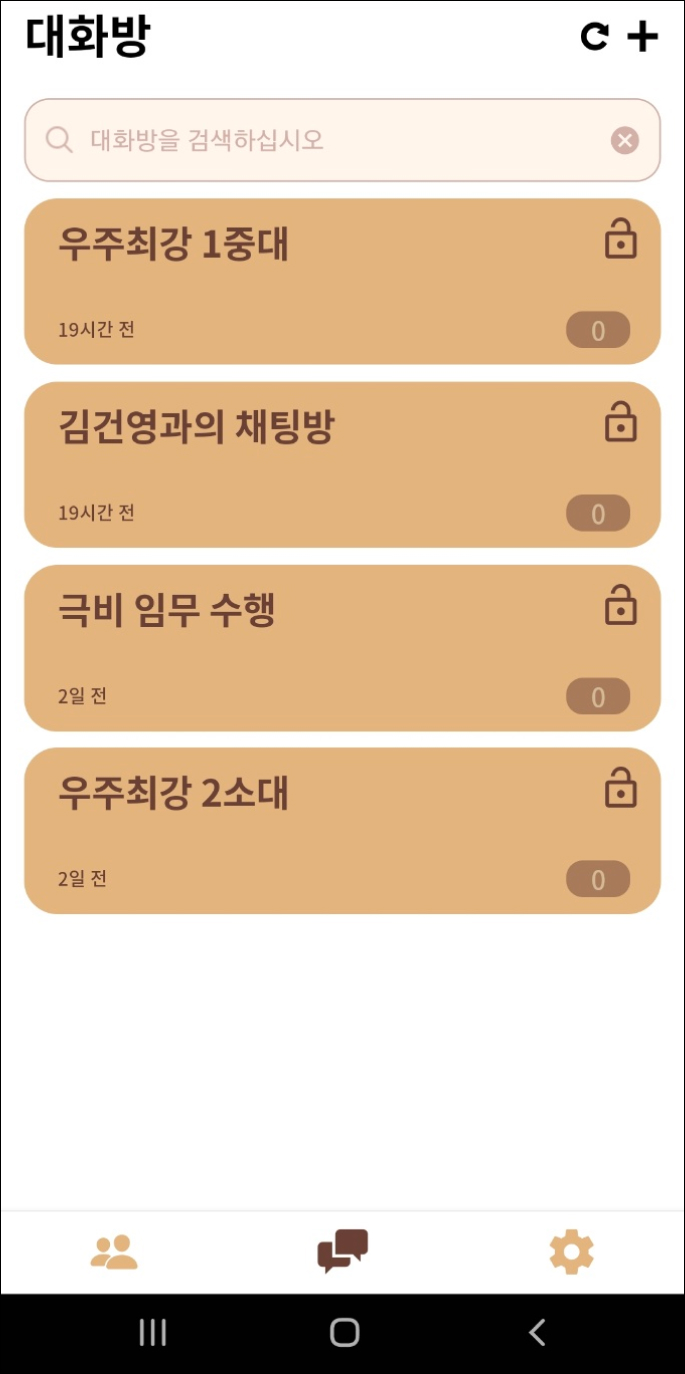 대화방
대화방을 검색하십시오
우주최강 1중대
19시간 전
0
김건영과의 채팅방
19시간 전
0
극비 임무 수행
2일 전
0
우주최강 2소대
2일 전
0